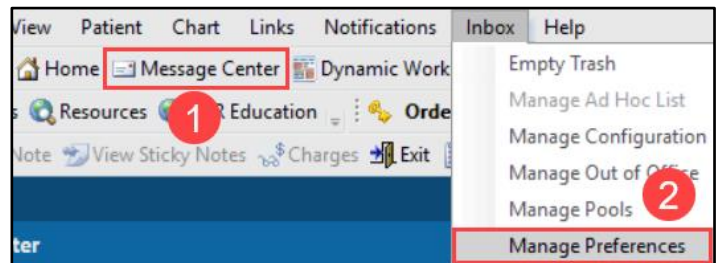 View Patient Chart Links Notifications Inbox Help
Home Message Center Dynamic Work
Resources 1 Education Orde
Note View Sticky Notes Charges Exit
ter
Empty Trash
Manage Ad Hoc List
Manage Configuration
Manage Out of Office
Manage Pools 2
Manage Preferences